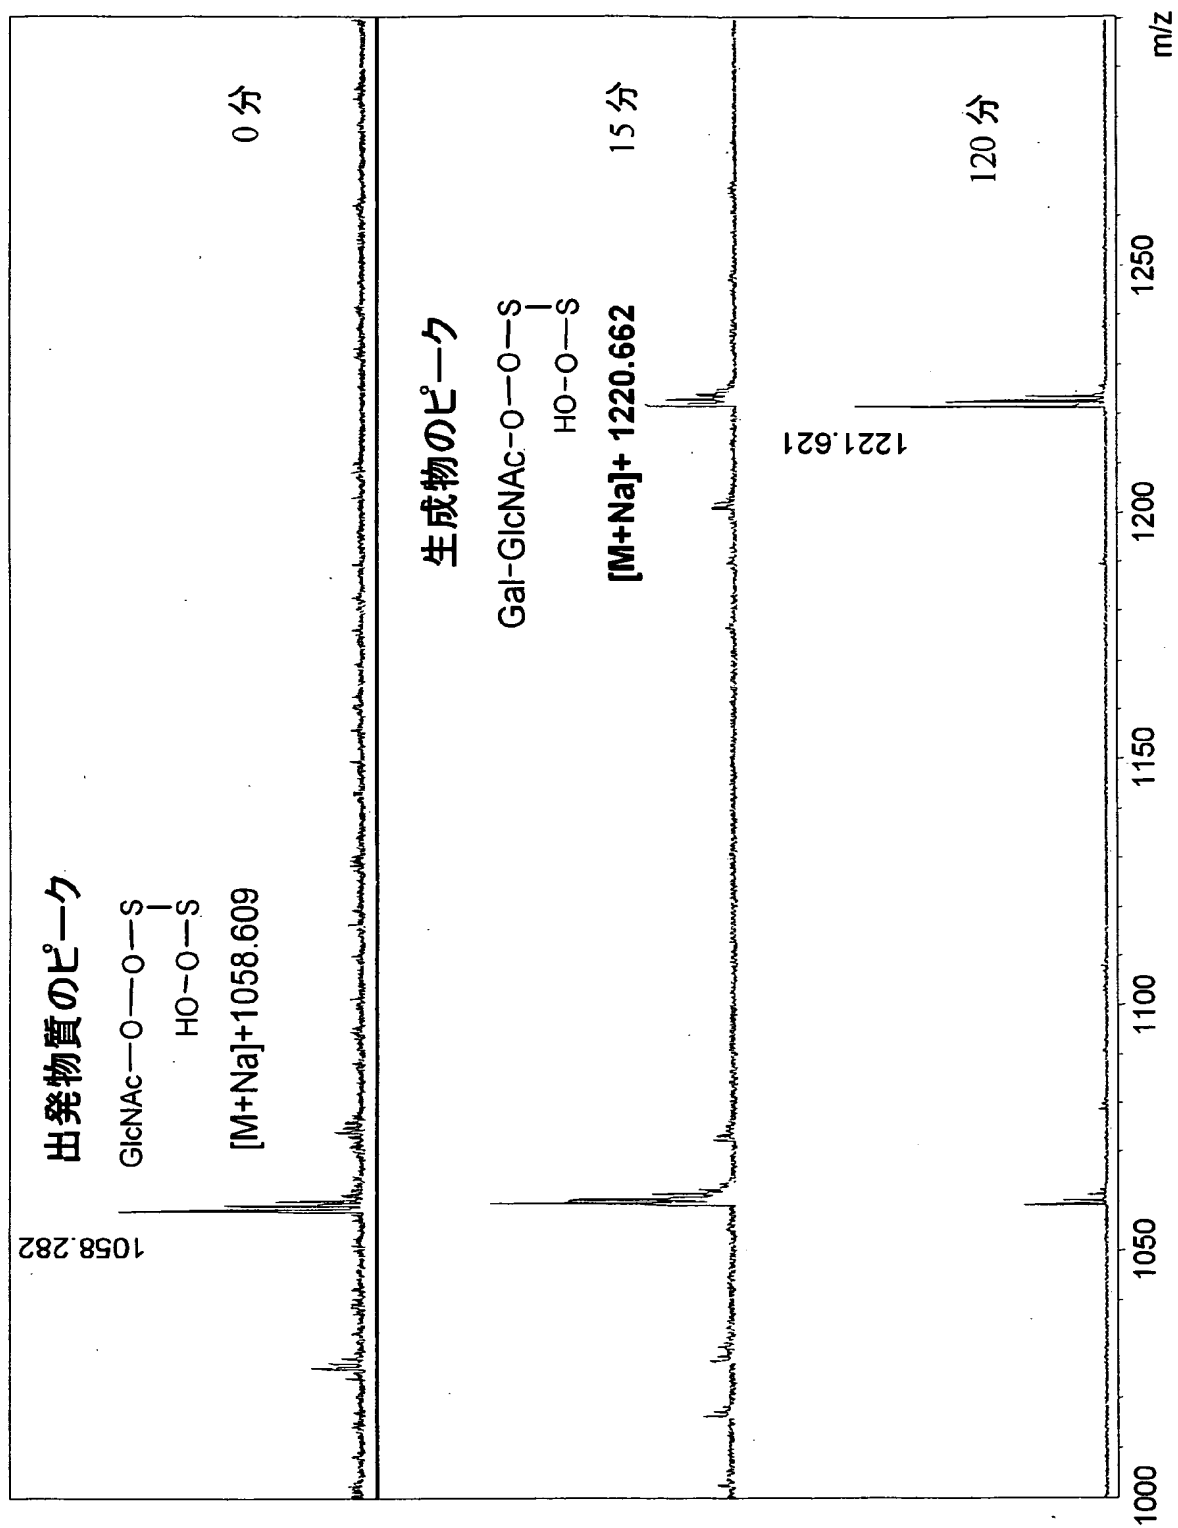 出発物質のピーク
GlcNAc—O—O—S
HO-O—S
[M+Na]+1058.609
1058.282
0 分
生成物のピーク
Gal-GlcNAc-O—O—S
HO-O—S
[M+Na]+ 1220.662
15 分
1221.621
120 分
1000 1050 1100 1150 1200 1250 m/z